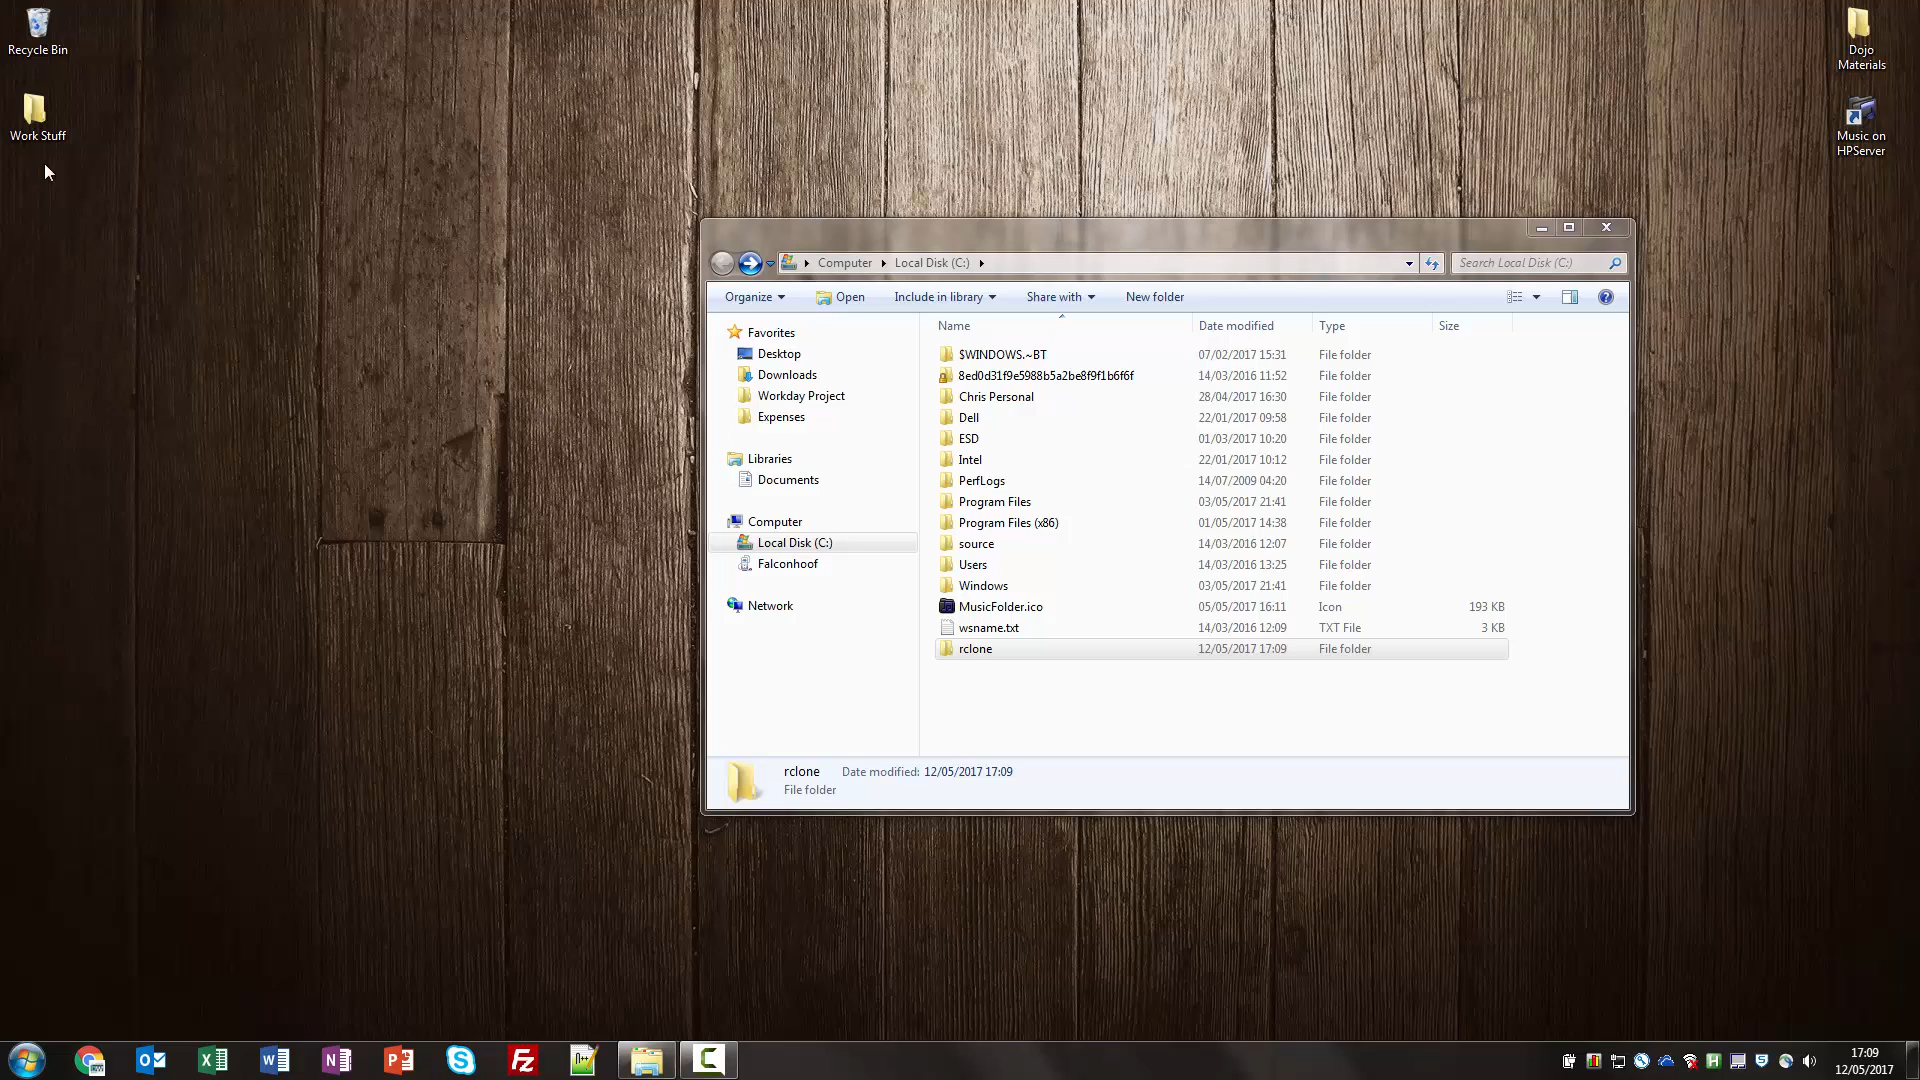 Recycle Bin
Work Stuff
Dojo
Materials
Music on
HPServer
Computer Local Disk (C:)
Search Local Disk (C:)
Organize Open Include in library Share with New folder
Name Date modified Type Size
Favorites
Desktop
Downloads
Workday Project
Expenses
Libraries
Documents
Computer
Local Disk (C:)
Falconhoof
Network
$WINDOWS.~BT 07/02/2017 15:31 File folder
8ed0d31f9e5988b5a2be8f9f1b6f6f 14/03/2016 11:52 File folder
Chris Personal 28/04/2017 16:30 File folder
Dell 22/01/2017 09:58 File folder
ESD 01/03/2017 10:20 File folder
Intel 22/01/2017 10:12 File folder
PerfLogs 14/07/2009 04:20 File folder
Program Files 03/05/2017 21:41 File folder
Program Files (x86) 01/05/2017 14:38 File folder
source 14/03/2016 12:07 File folder
Users 14/03/2016 13:25 File folder
Windows 03/05/2017 21:41 File folder
MusicFolder.ico 05/05/2017 16:11 Icon 193 KB
wsname.txt 14/03/2016 12:09 TXT File 3 KB
rclone 12/05/2017 17:09 File folder
rclone Date modified: 12/05/2017 17:09
File folder
17:09
12/05/2017